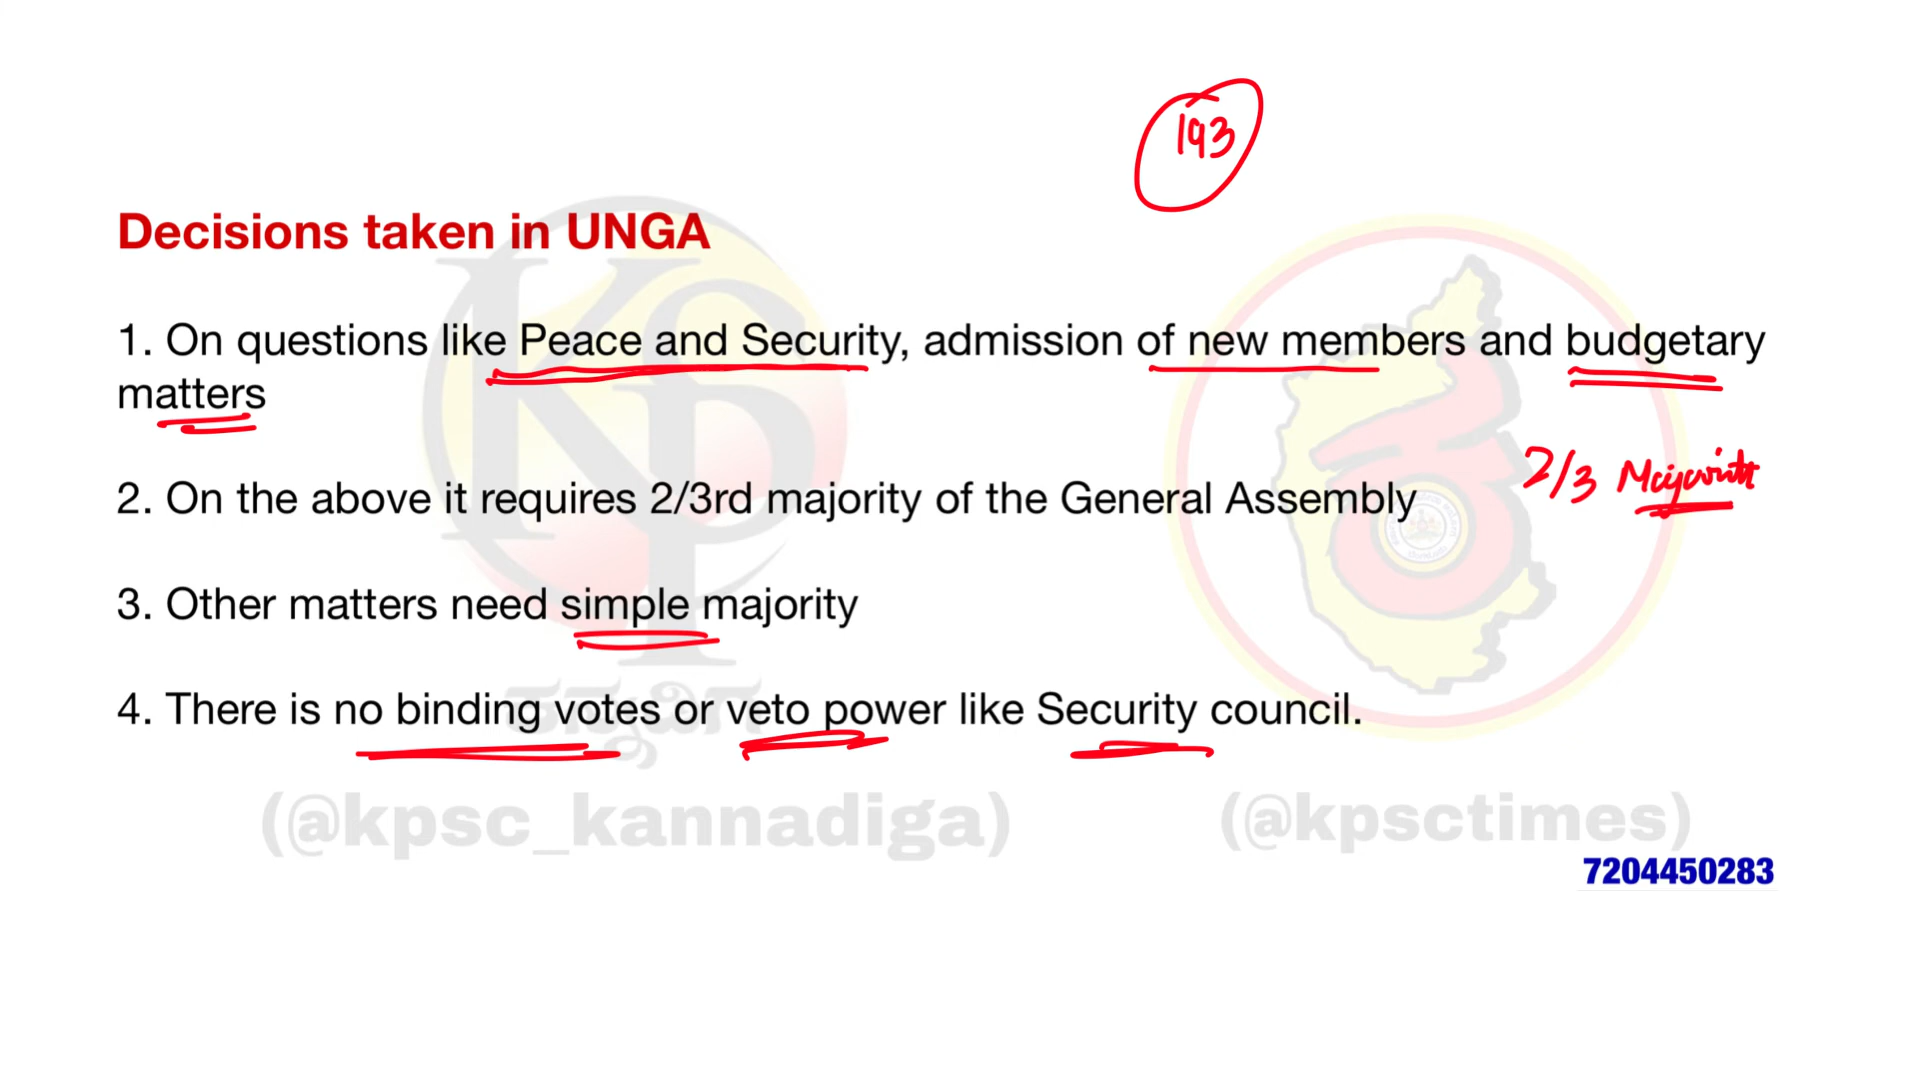 193
Decisions taken in UNGA
1. On questions like Peace and Security, admission of new members and budgetary
matters
2/3 Majority
2. On the above it requires 2/3rd majority of the General Assembly
3. Other matters need simple majority
4. There is no binding votes or veto power like Security council.
ಕನ್ನಡಿಗ
(@kpsc_kannadiga)
(@kpsctimes)
7204450283